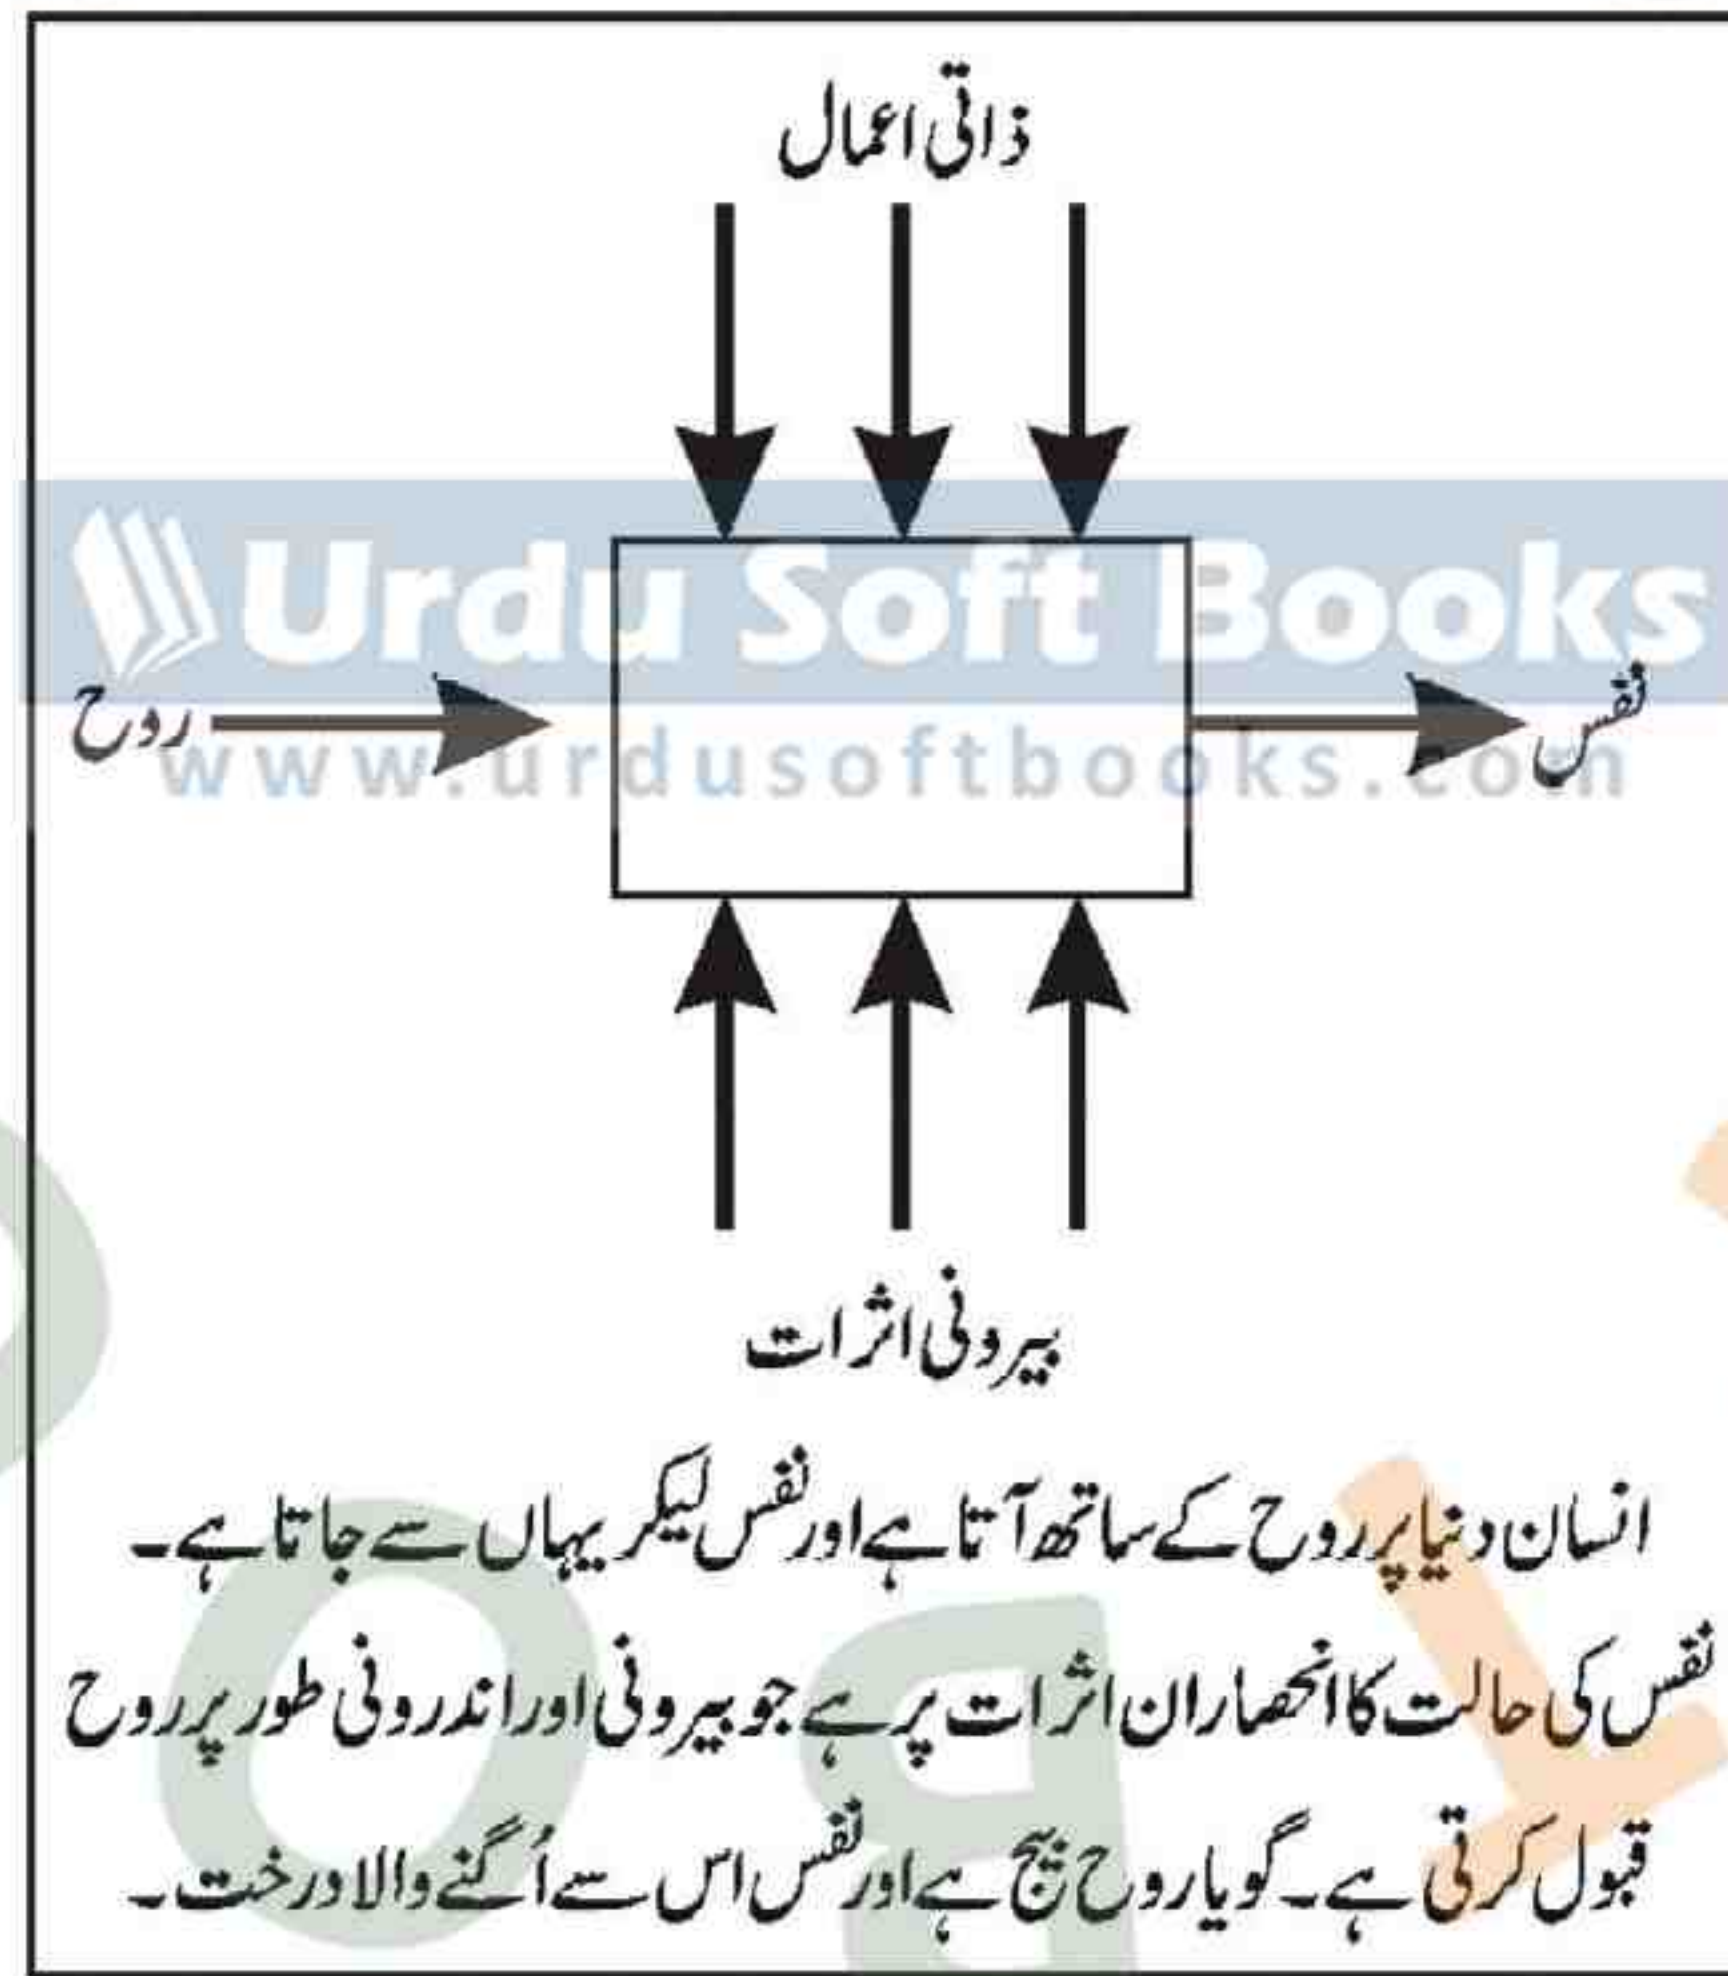 ذاتی اعمال
Urdu Soft Books
روح
نفس
www.urdusoftbooks.com
بیرونی اثرات
انسان دنیا پر روح کے ساتھ آتا ہے اور نفس لیکر یہاں سے جاتا ہے۔
نفس کی حالت کا انحصار ان اثرات پر ہے جو بیرونی اور اندرونی طور پر روح
قبول کرتی ہے۔ گویا روح بیج ہے اور نفس اس سے اُگنے والا درخت۔